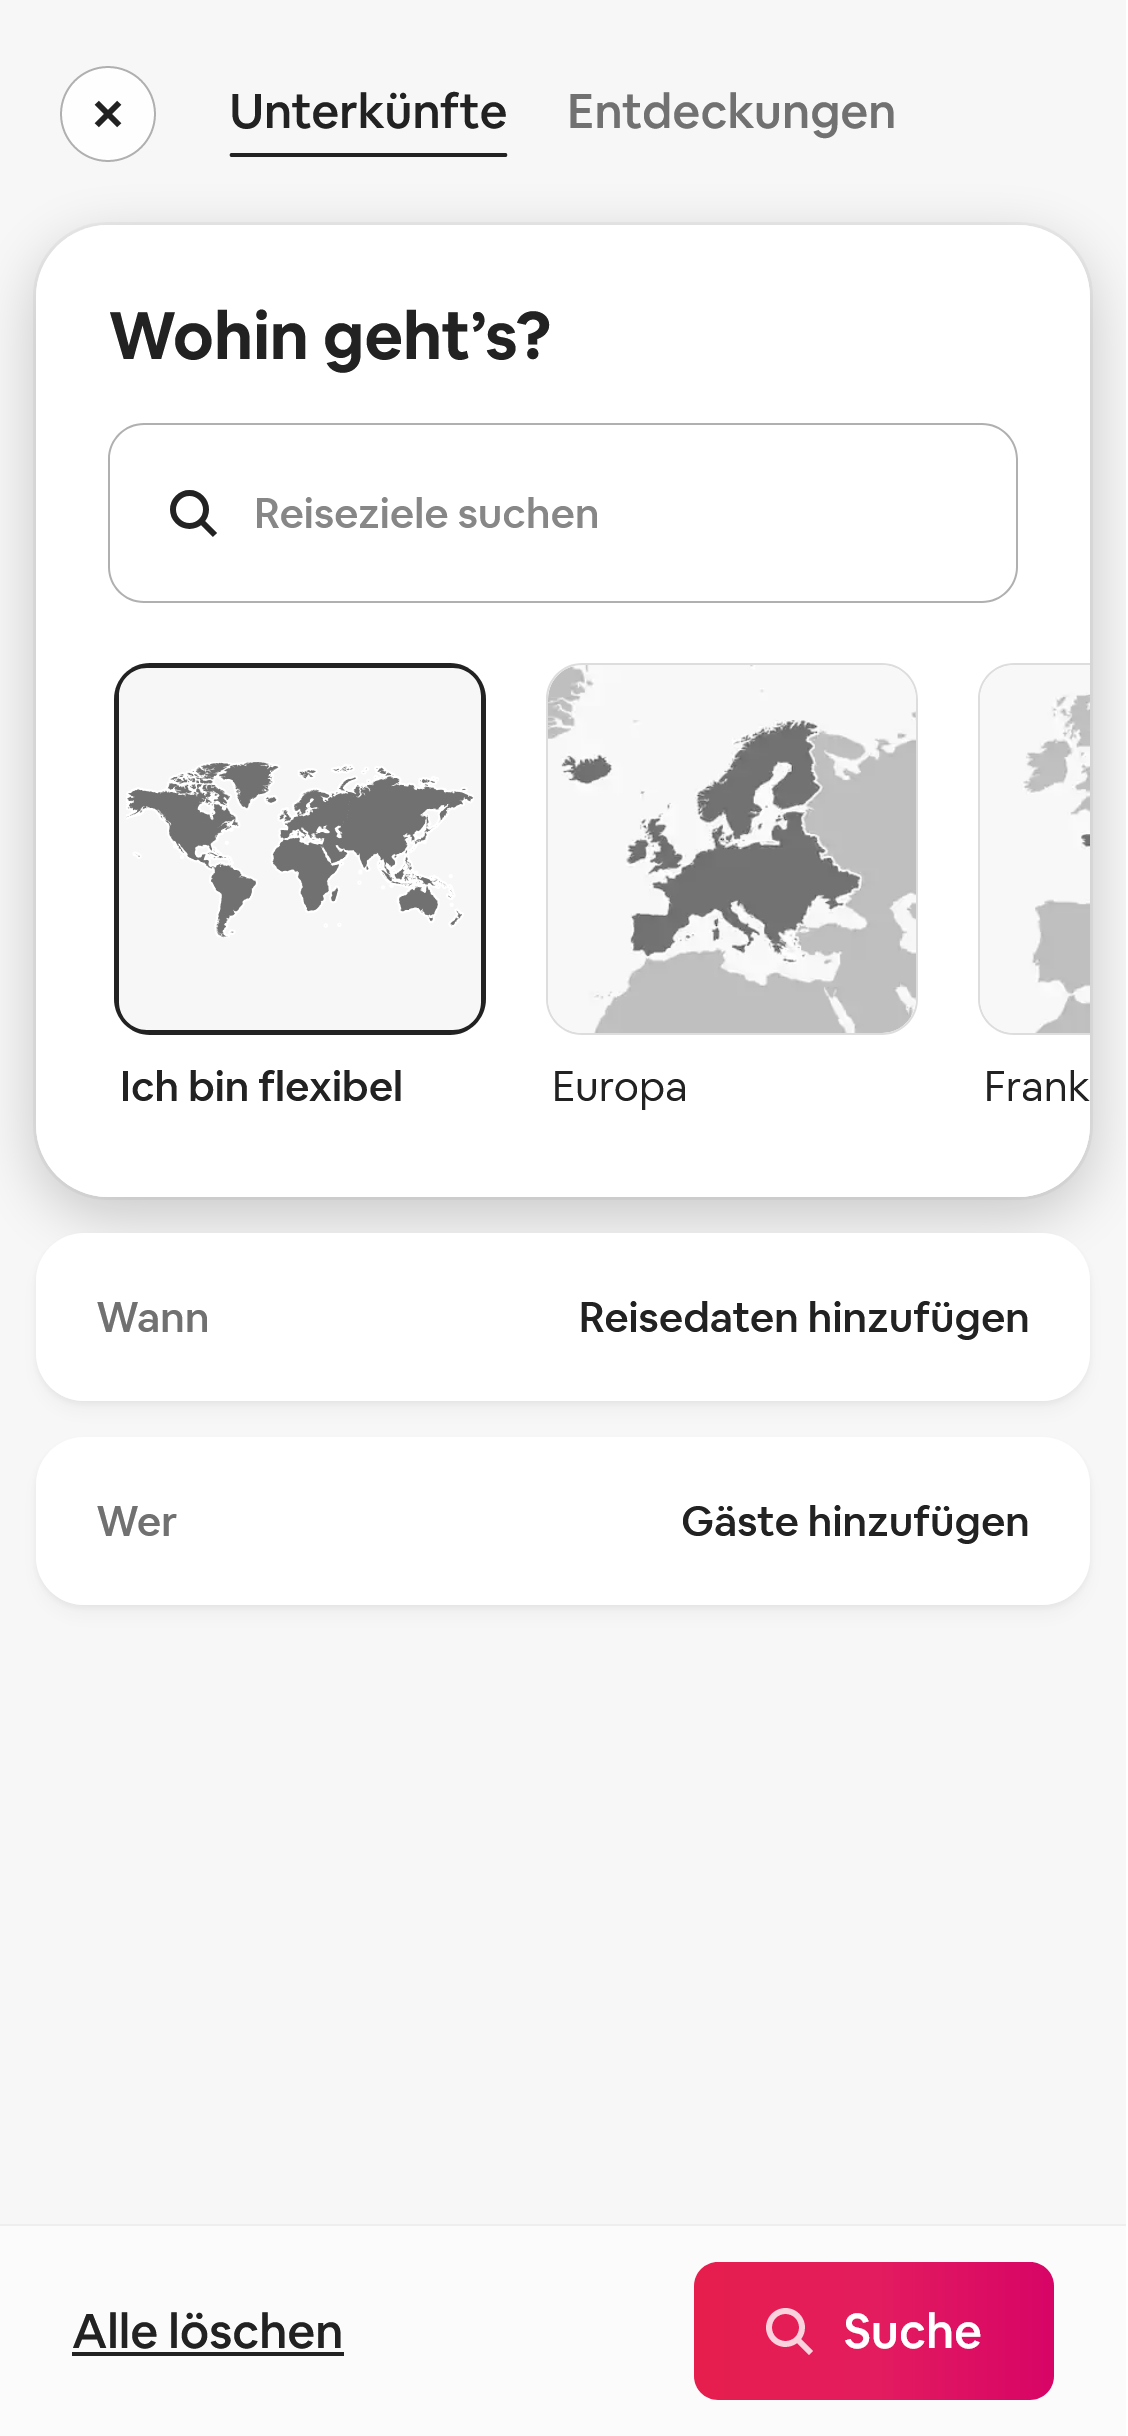 Unterkünfte Entdeckungen
Wohin geht’s?
Reiseziele suchen
Ich bin flexibel Europa Frank
Wann Reisedaten hinzufügen
Wer Gäste hinzufügen
Alle löschen Suche